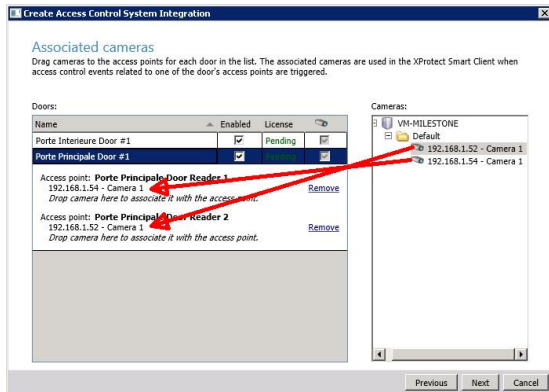 Create Access Control System Integration
Associated cameras
Drag cameras to the access points for each door in the list. The associated cameras are used in the XProtect Smart Client when
access control events related to one of the door's access points are triggered.
Doors:
Name Enabled License
Porte Interieure Door #1 Pending
Porte Principale Door #1 Pending
Access point: Porte Principale Door Reader 1
192.168.1.54 - Camera 1 Remove
Drop camera here to associate it with the access point.
Access point: Porte Principale Door Reader 2
192.168.1.52 - Camera 1 Remove
Drop camera here to associate it with the access point.
Cameras:
VM-MILESTONE
Default
192.168.1.52 - Camera 1
192.168.1.54 - Camera 1
Previous Next Cancel